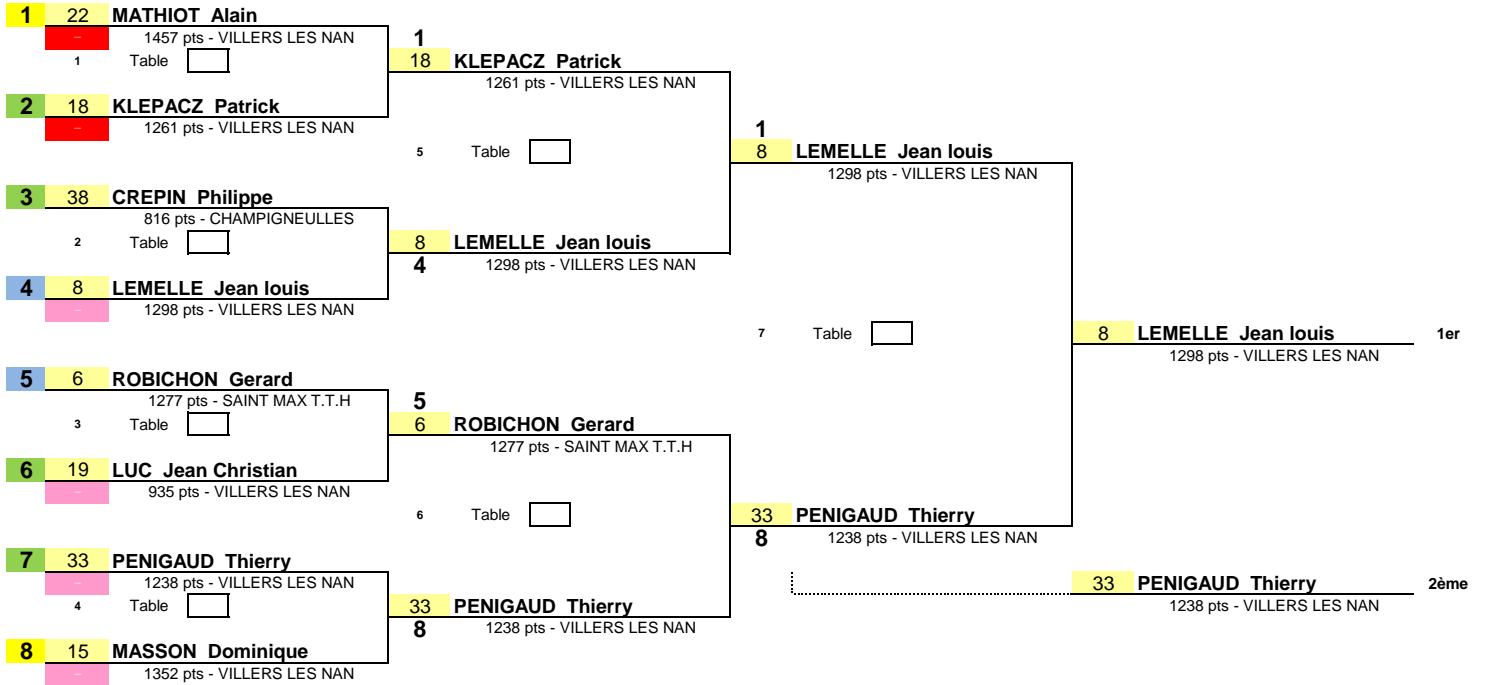 1 22 MATHIOT Alain
– 1457 pts - VILLERS LES NAN
1 Table
2 18 KLEPACZ Patrick
– 1261 pts - VILLERS LES NAN
3 38 CREPIN Philippe
816 pts - CHAMPIGNEULLES
2 Table
4 8 LEMELLE Jean louis
– 1298 pts - VILLERS LES NAN
5 6 ROBICHON Gerard
1277 pts - SAINT MAX T.T.H
3 Table
6 19 LUC Jean Christian
– 935 pts - VILLERS LES NAN
7 33 PENIGAUD Thierry
– 1238 pts - VILLERS LES NAN
4 Table
8 15 MASSON Dominique
– 1352 pts - VILLERS LES NAN
1
18 KLEPACZ Patrick
1261 pts - VILLERS LES NAN
5 Table
8 LEMELLE Jean louis
4 1298 pts - VILLERS LES NAN
5
6 ROBICHON Gerard
1277 pts - SAINT MAX T.T.H
6 Table
33 PENIGAUD Thierry
8 1238 pts - VILLERS LES NAN
1
8 LEMELLE Jean louis
1298 pts - VILLERS LES NAN
7 Table
33 PENIGAUD Thierry
8 1238 pts - VILLERS LES NAN
8 LEMELLE Jean louis 1er
1298 pts - VILLERS LES NAN
33 PENIGAUD Thierry 2ème
1238 pts - VILLERS LES NAN